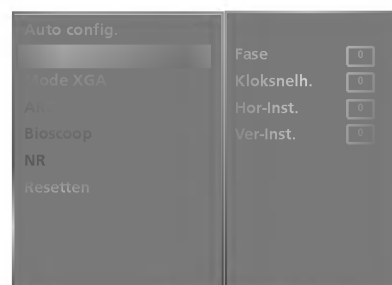 Auto config.
Mode XGA
Bioscoop
NR
Resetten
Fase 0
Kloksnelh. 0
Hor-Inst. 0
Ver-Inst. 0